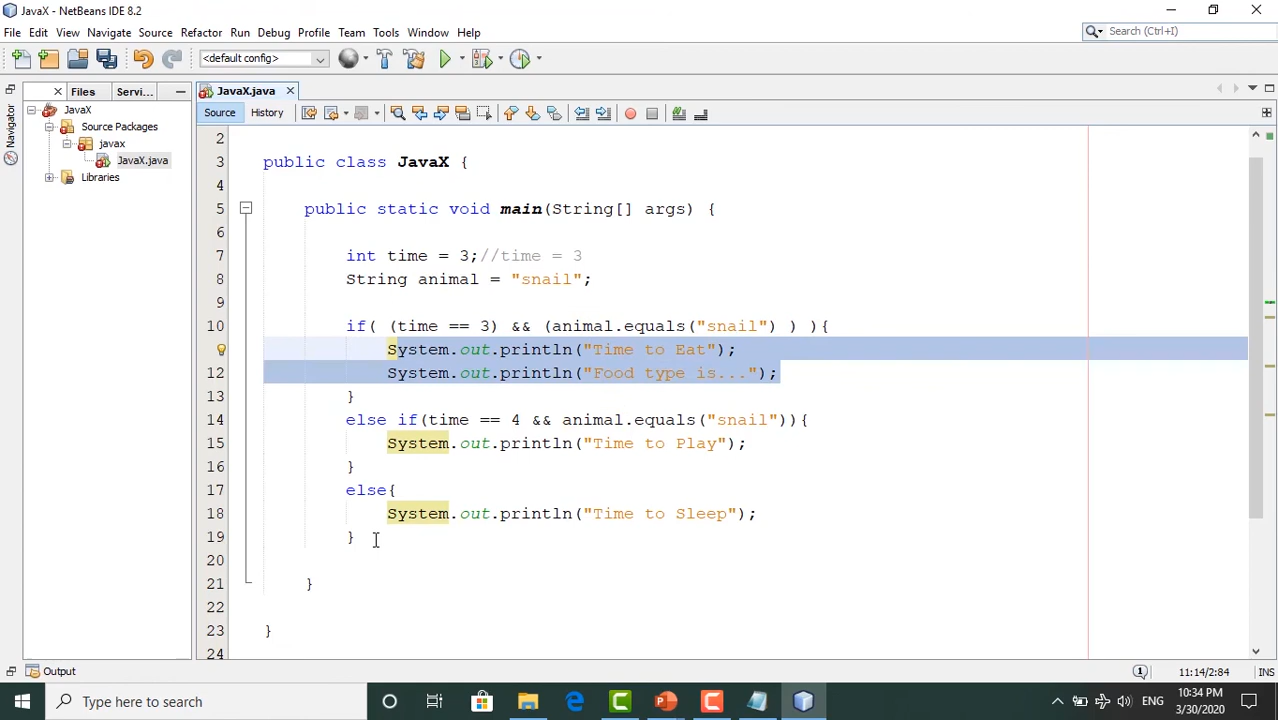 JavaX - NetBeans IDE 8.2
File Edit View Navigate Source Refactor Run Debug Profile Team Tools Window Help
Search (Ctrl+I)
<default config>
Files Servi...
JavaX.java
Navigator
JavaX
Source Packages
javax
JavaX.java
Libraries
Source History
2
3 public class JavaX {
4
5 public static void main(String[] args) {
6
7 int time = 3;//time = 3
8 String animal = "snail";
9
10 if( (time == 3) && (animal.equals("snail") ) ){
System.out.println("Time to Eat");
12 System.out.println("Food type is...");
13 }
14 else if(time == 4 && animal.equals("snail")){
15 System.out.println("Time to Play");
16 }
17 else{
18 System.out.println("Time to Sleep");
19 }
20
21 }
22
23 }
24
Output
1
11:14/2:84 INS
Type here to search
ENG
10:34 PM
3/30/2020